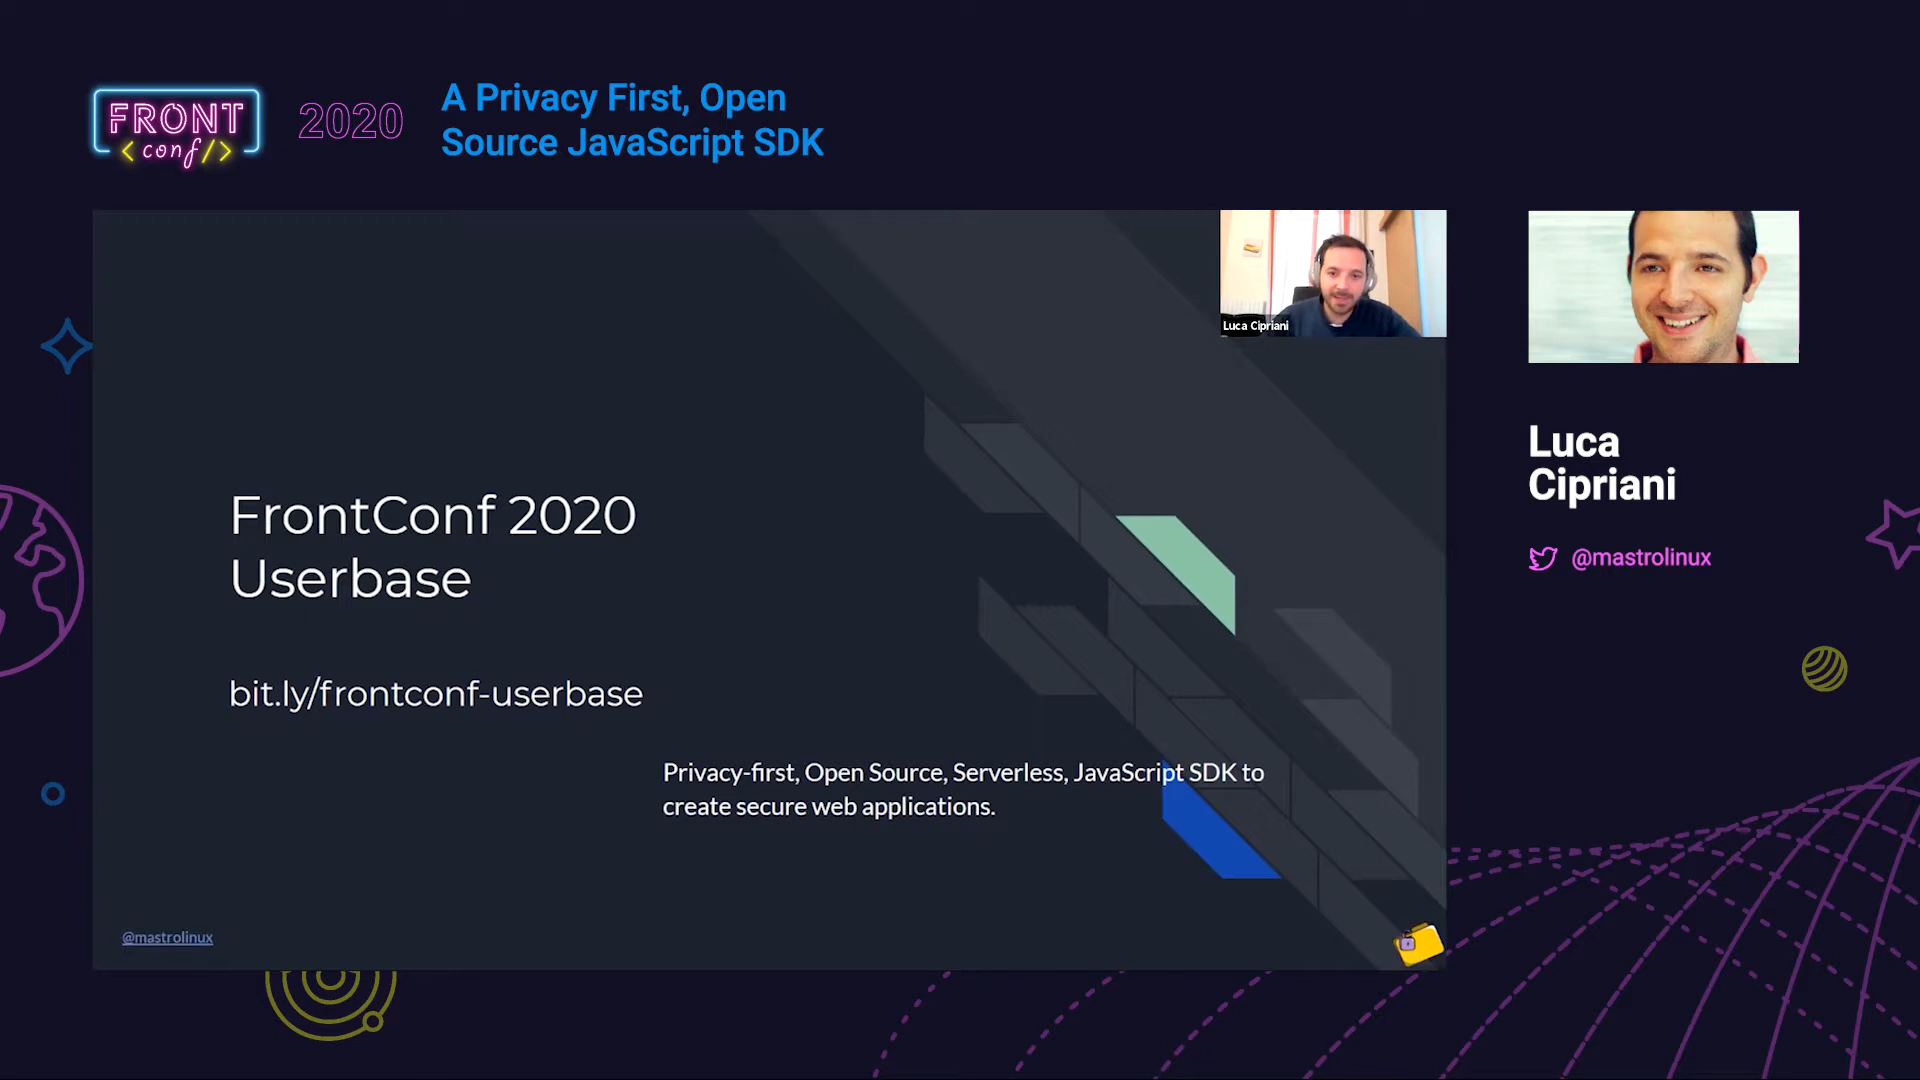 FRONT
<conf/>
2020
A Privacy First, Open
Source JavaScript SDK
Luca Cipriani
Luca
Cipriani
@mastrolinux
FrontConf 2020
Userbase
bit.ly/frontconf-userbase
Privacy-first, Open Source, Serverless, JavaScript SDK to
create secure web applications.
@mastrolinux